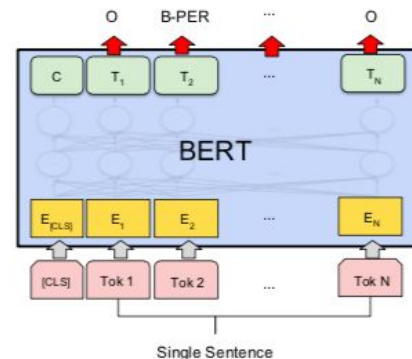 O B-PER ... O
C T1 T2 ... TN
BERT
E[CLS] E1 E2 ... EN
[CLS] Tok 1 Tok 2 ... Tok N
Single Sentence